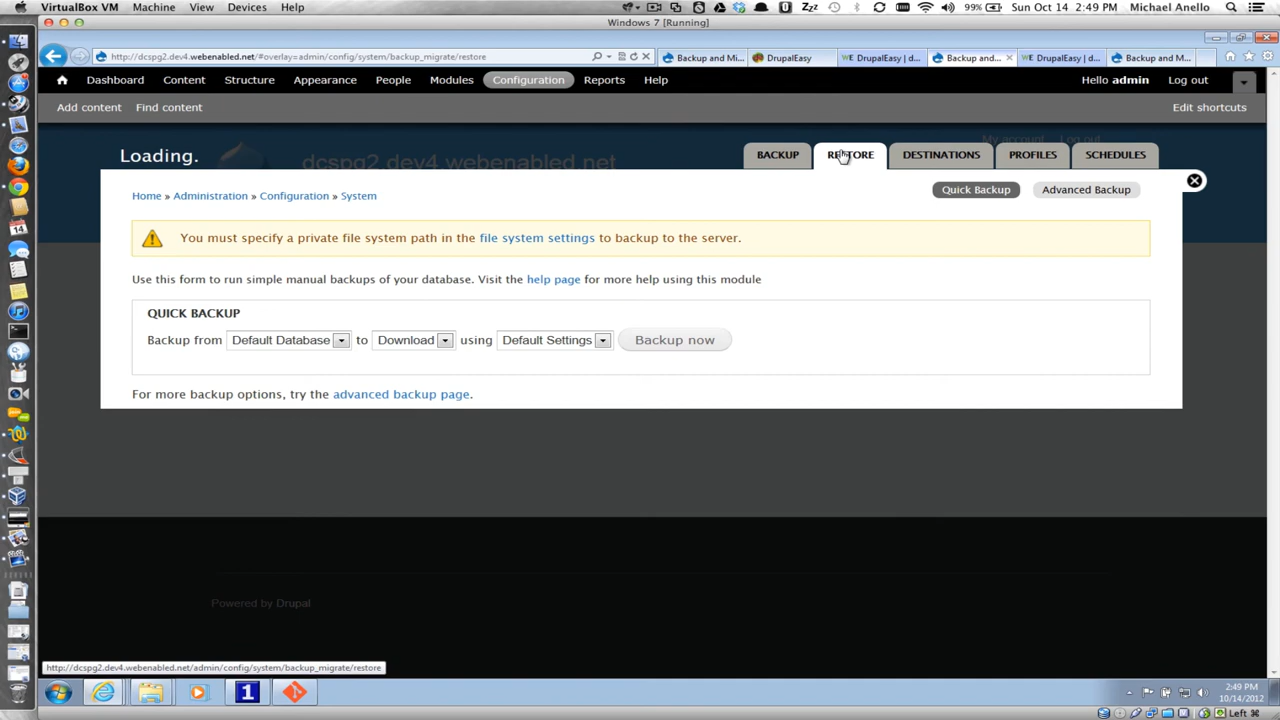 VirtualBox VM Machine View Devices Help 99% Sun Oct 14 2:49 PM Michael Anello
Windows 7 [Running]
http://dcspg2.dev4.webenabled.net/#overlay=admin/config/system/backup_migrate/restore
Backup and Mi... DrupalEasy DrupalEasy | d... Backup and... DrupalEasy | d... Backup and M...
Dashboard Content Structure Appearance People Modules Configuration Reports Help Hello admin Log out
Add content Find content Edit shortcuts
My account Log out
Loading. dcspg2.dev4.webenabled.net BACKUP RESTORE DESTINATIONS PROFILES SCHEDULES
Quick Backup Advanced Backup
Home » Administration » Configuration » System
You must specify a private file system path in the file system settings to backup to the server.
Use this form to run simple manual backups of your database. Visit the help page for more help using this module
QUICK BACKUP
Backup from Default Database to Download using Default Settings Backup now
For more backup options, try the advanced backup page.
Powered by Drupal
http://dcspg2.dev4.webenabled.net/admin/config/system/backup_migrate/restore
2:49 PM
10/14/2012
Left ⌘